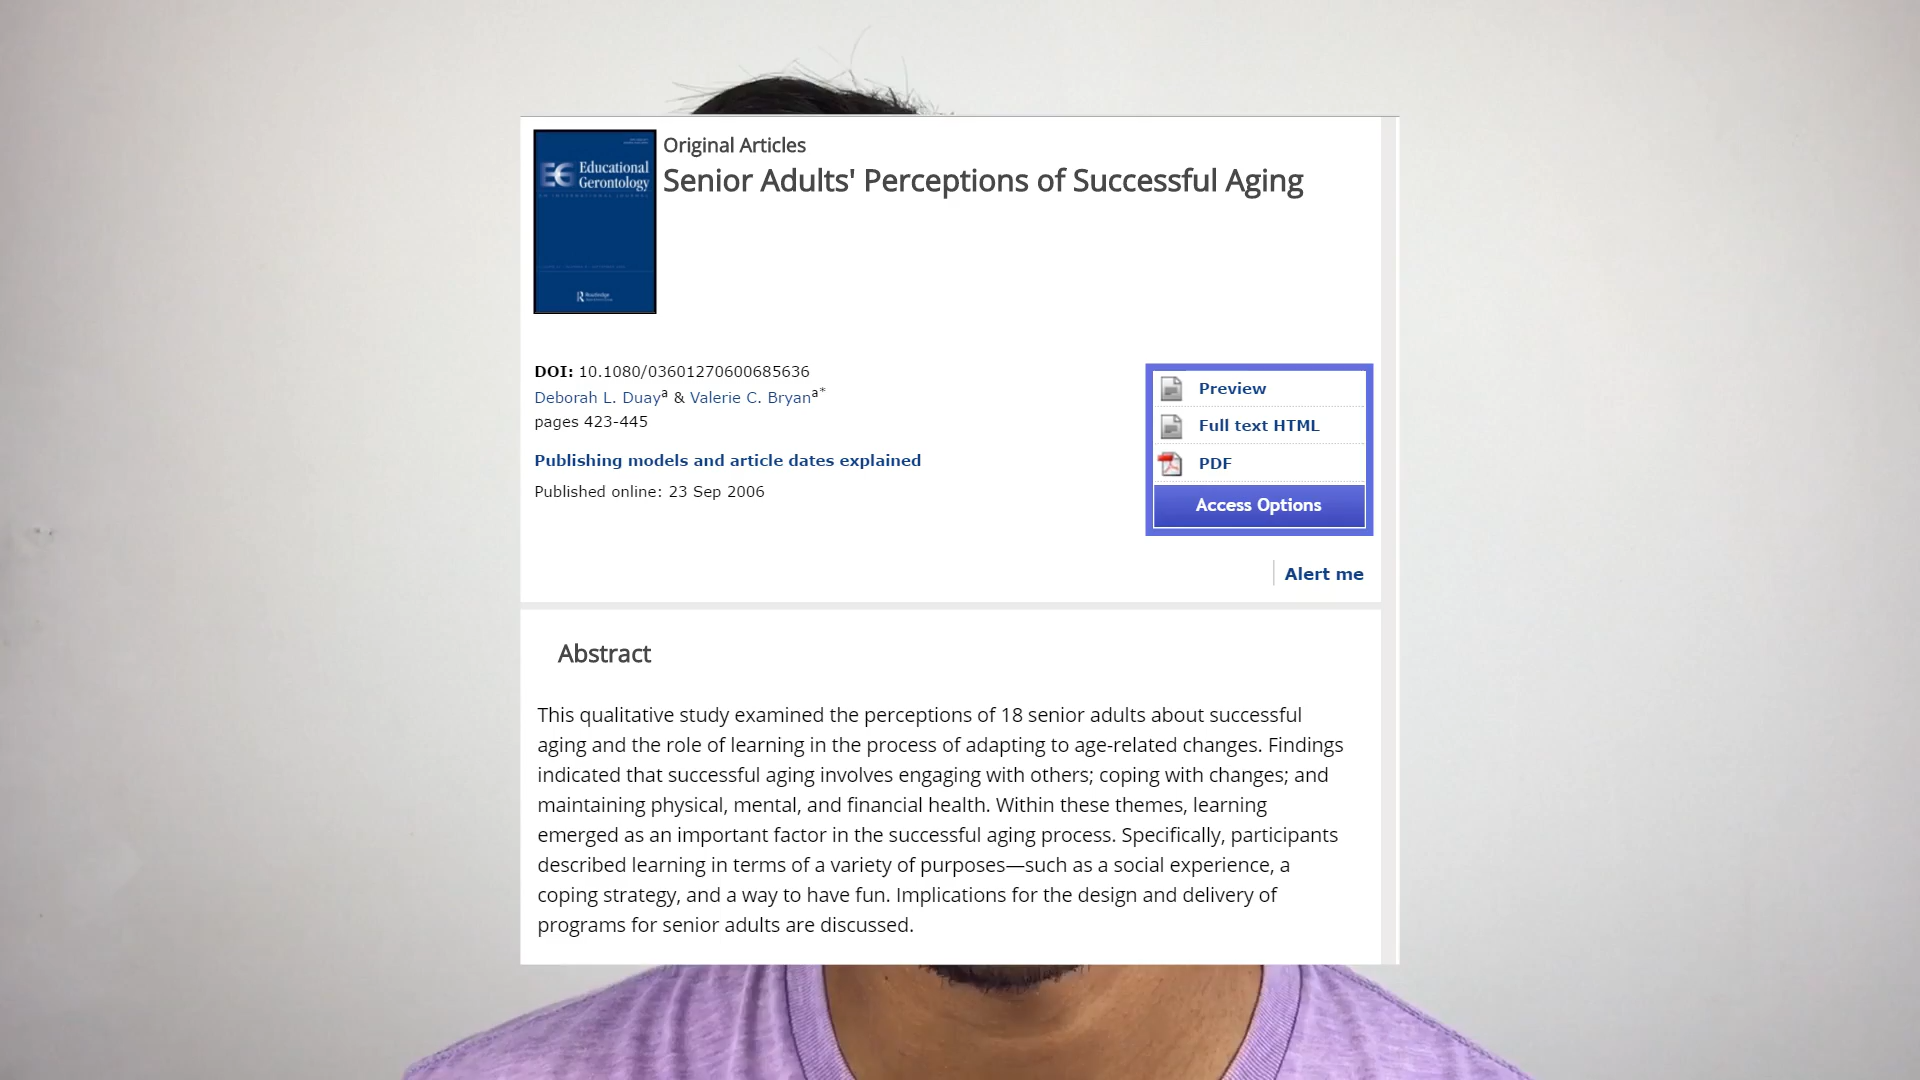 Original Articles
Senior Adults' Perceptions of Successful Aging
EG Educational
Gerontology
DOI: 10.1080/03601270600685636
Deborah L. Duayª & Valerie C. Bryanª*
pages 423-445
Publishing models and article dates explained
Published online: 23 Sep 2006
Preview
Full text HTML
PDF
Access Options
Alert me
Abstract
This qualitative study examined the perceptions of 18 senior adults about successful
aging and the role of learning in the process of adapting to age-related changes. Findings
indicated that successful aging involves engaging with others; coping with changes; and
maintaining physical, mental, and financial health. Within these themes, learning
emerged as an important factor in the successful aging process. Specifically, participants
described learning in terms of a variety of purposes—such as a social experience, a
coping strategy, and a way to have fun. Implications for the design and delivery of
programs for senior adults are discussed.